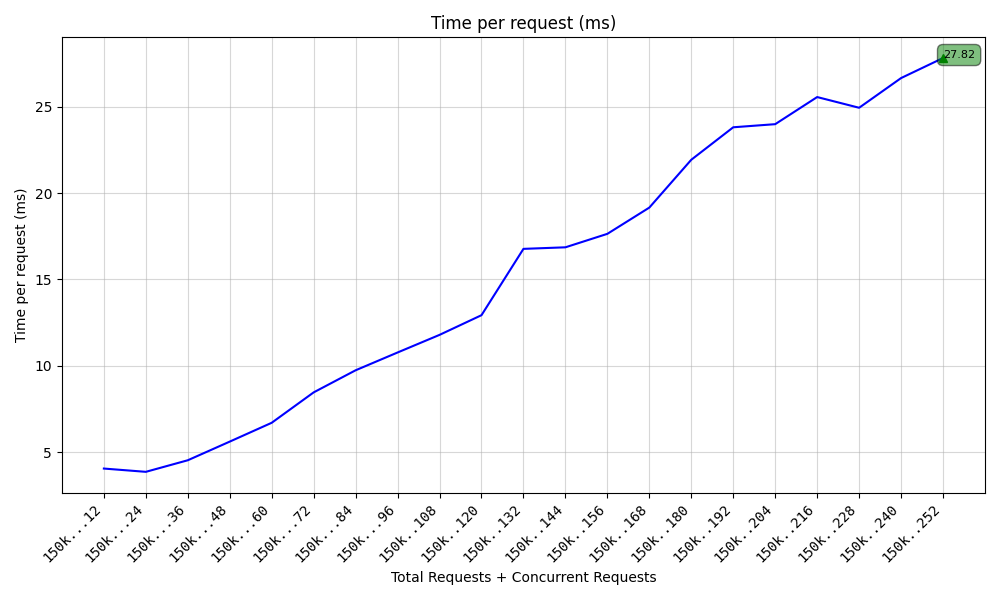 Time per request (ms)
27.82
Time per request (ms)
25
20
15
10
5
150k...12
150k...24
150k...36
150k...48
150k...60
150k...72
150k...84
150k...96
150k..108
150k..120
150k..132
150k..144
150k..156
150k..168
150k..180
150k..192
150k..204
150k..216
150k..228
150k..240
150k..252
Total Requests + Concurrent Requests